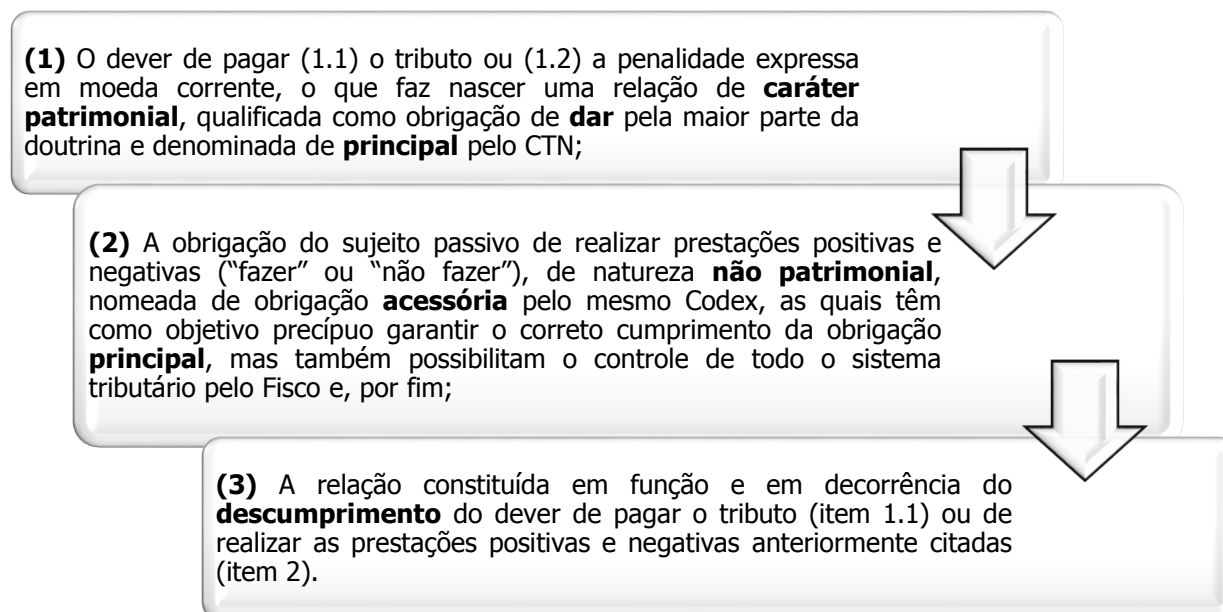 (1) O dever de pagar (1.1) o tributo ou (1.2) a penalidade expressa
em moeda corrente, o que faz nascer uma relação de caráter
patrimonial, qualificada como obrigação de dar pela maior parte da
doutrina e denominada de principal pelo CTN;
(2) A obrigação do sujeito passivo de realizar prestações positivas e
negativas (“fazer” ou “não fazer”), de natureza não patrimonial,
nomeada de obrigação acessória pelo mesmo Codex, as quais têm
como objetivo precípuo garantir o correto cumprimento da obrigação
principal, mas também possibilitam o controle de todo o sistema
tributário pelo Fisco e, por fim;
(3) A relação constituída em função e em decorrência do
descumprimento do dever de pagar o tributo (item 1.1) ou de
realizar as prestações positivas e negativas anteriormente citadas
(item 2).